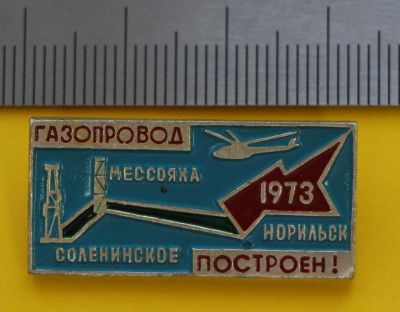 ГАЗОПРОВОД
МЕССОЯХА
1973
НОРИЛЬСК
СОЛЕНИНСКОЕ
ПОСТРОЕН!